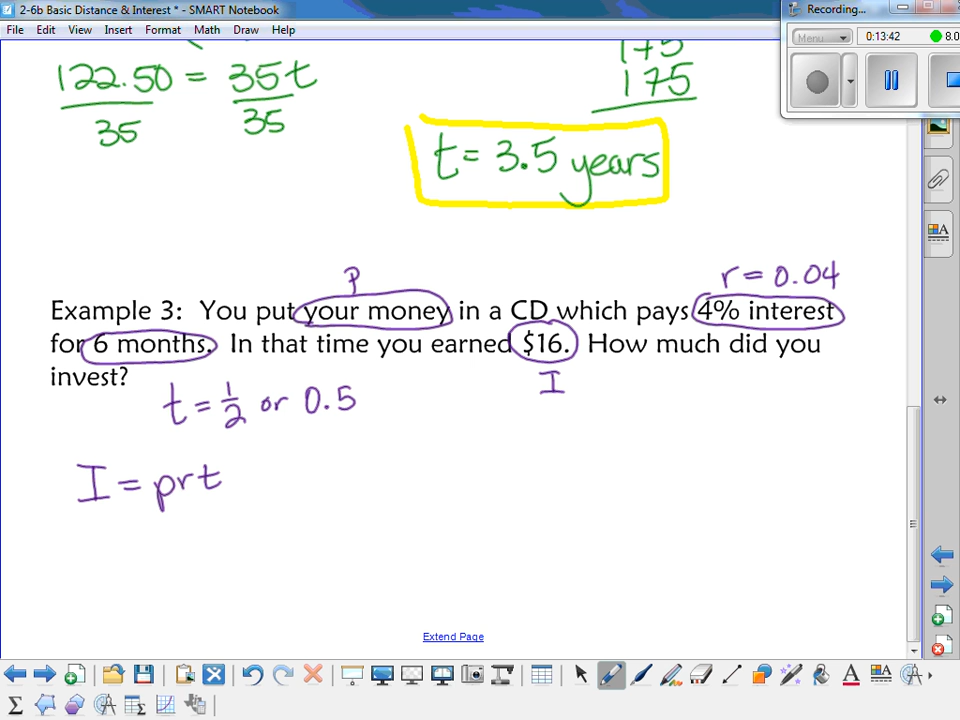 2-6b Basic Distance & Interest * - SMART Notebook
Recording...
File Edit View Insert Format Math Draw Help
Menu
0:13:42
8.0
175
122.50 = 35t
175
35 35
t = 3.5 years
p
r = 0.04
Example 3: You put your money in a CD which pays 4% interest
for 6 months. In that time you earned $16. How much did you
invest?
I
t = 1/2 or 0.5
I = prt
Extend Page